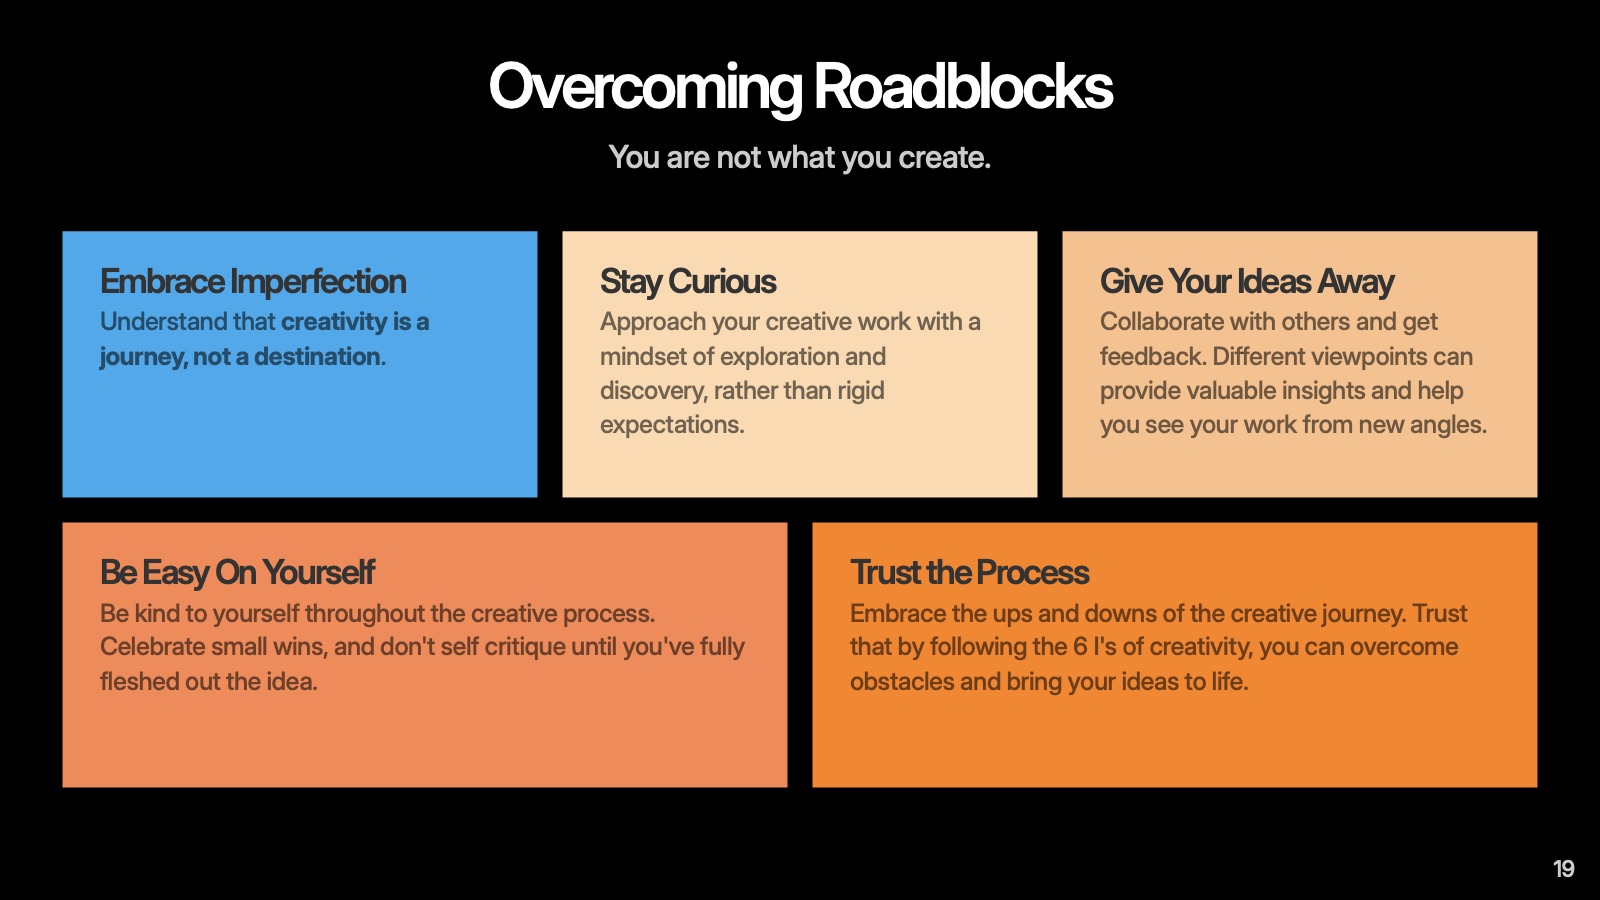 Overcoming Roadblocks
You are not what you create.
Embrace Imperfection
Understand that creativity is a
journey, not a destination.
Stay Curious
Approach your creative work with a
mindset of exploration and
discovery, rather than rigid
expectations.
Give Your Ideas Away
Collaborate with others and get
feedback. Different viewpoints can
provide valuable insights and help
you see your work from new angles.
Be Easy On Yourself
Be kind to yourself throughout the creative process.
Celebrate small wins, and don't self critique until you've fully
fleshed out the idea.
Trust the Process
Embrace the ups and downs of the creative journey. Trust
that by following the 6 I's of creativity, you can overcome
obstacles and bring your ideas to life.
19